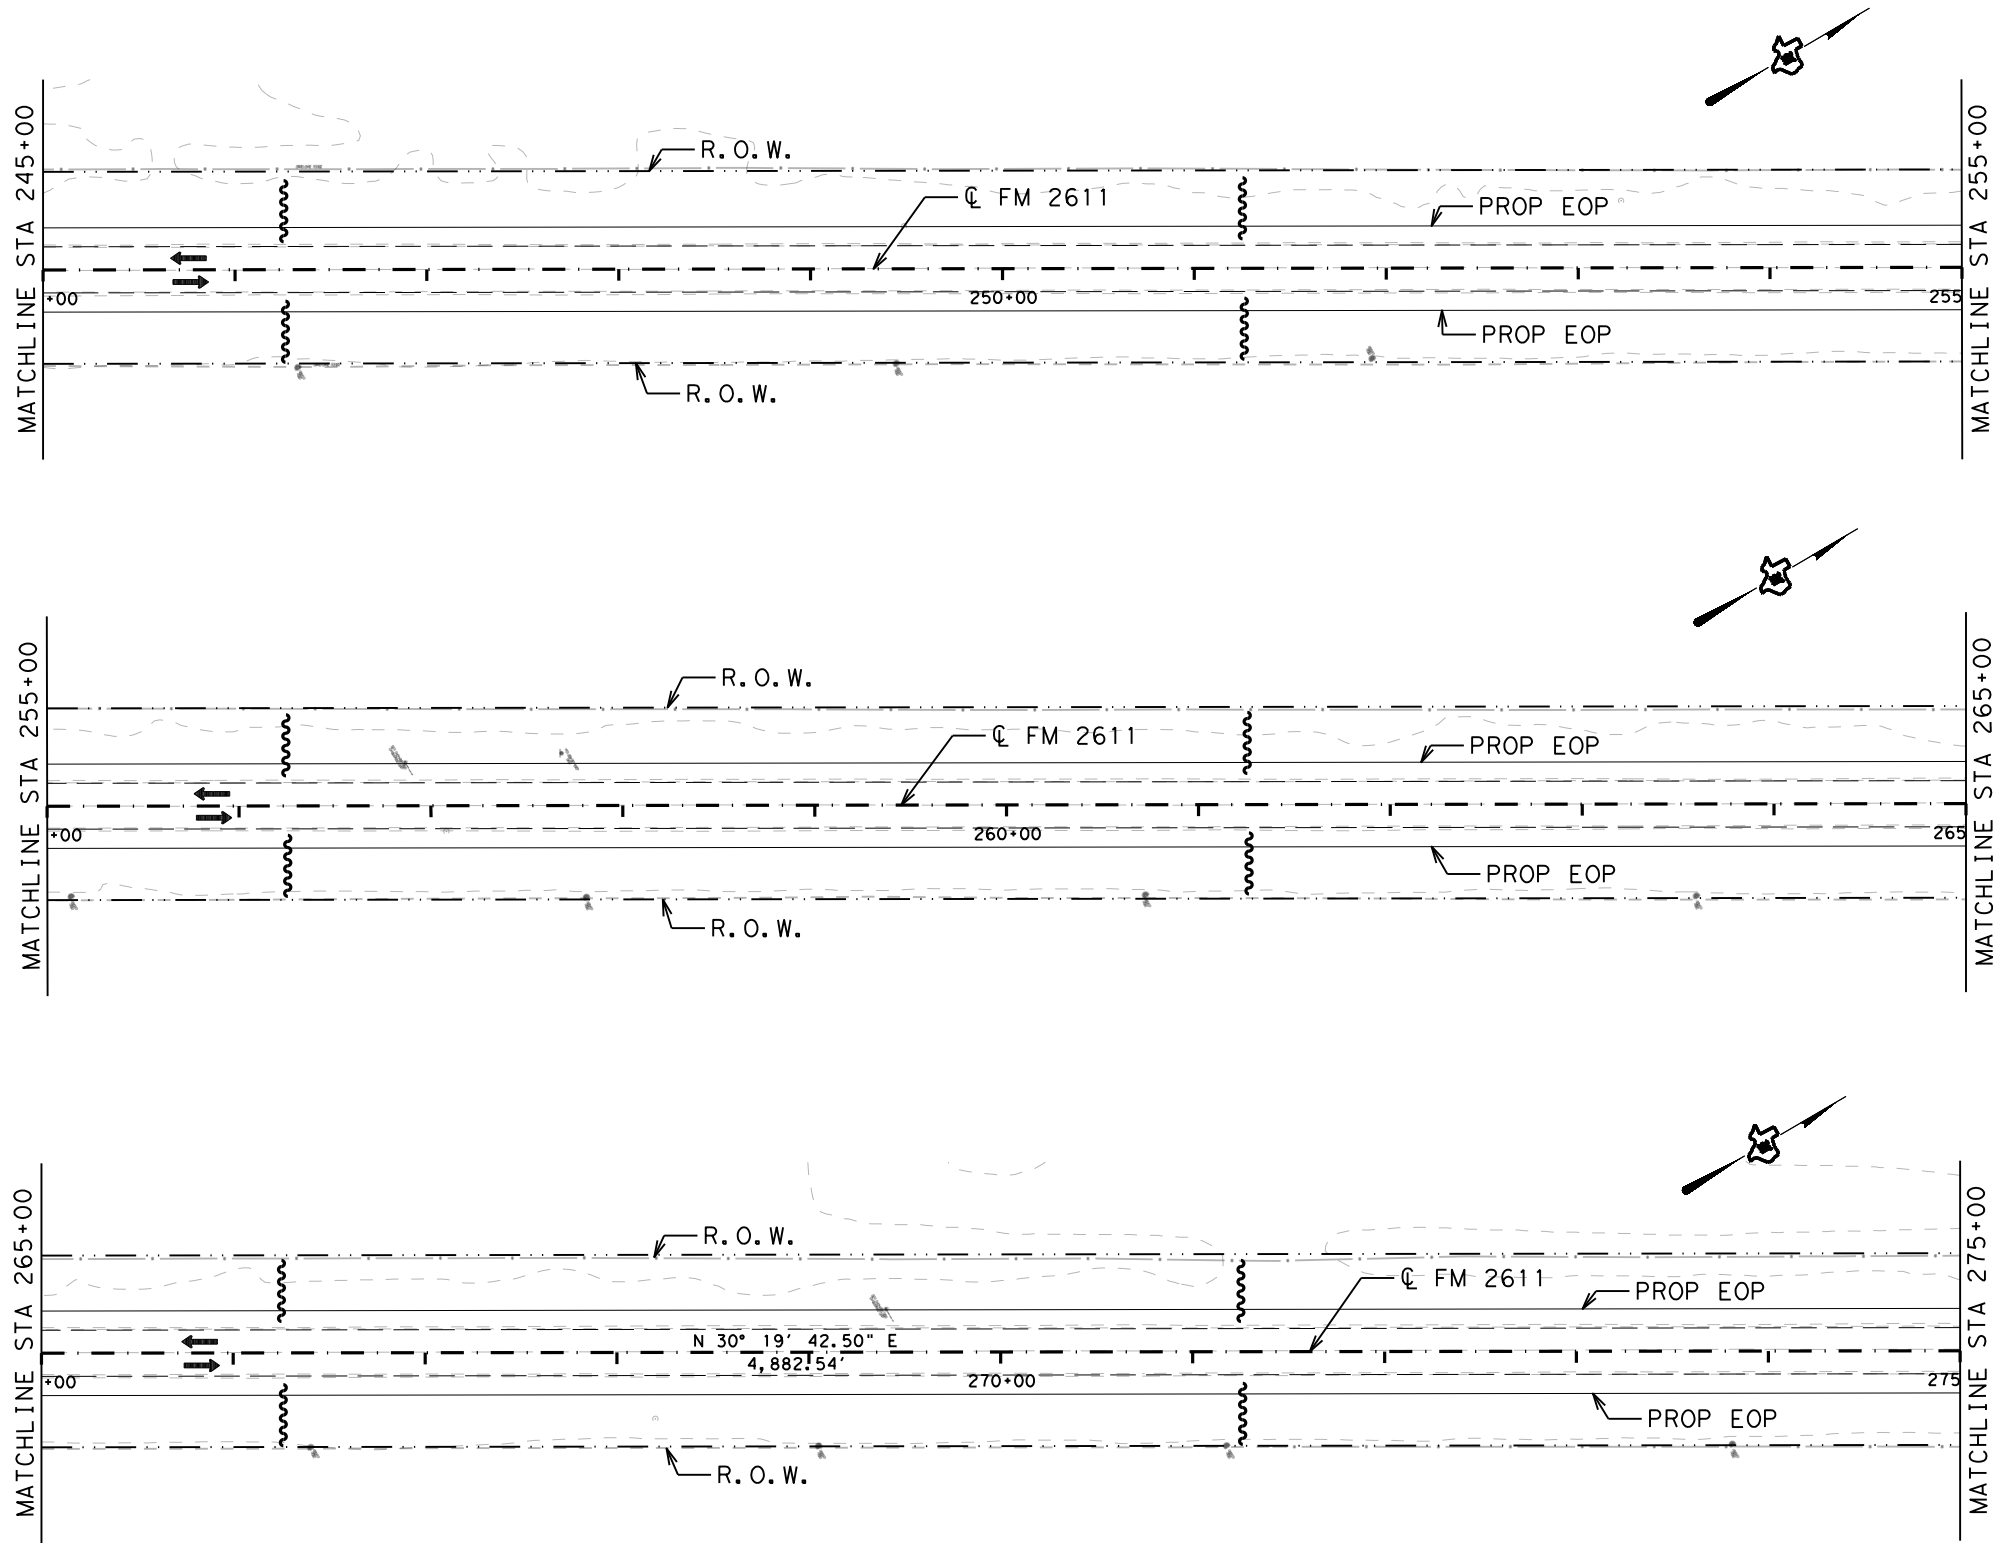 MATCHLINE STA 245+00
R.O.W.
℄ FM 2611
PROP EOP
+00
250+00
255
PROP EOP
R.O.W.
MATCHLINE STA 255+00
MATCHLINE STA 255+00
R.O.W.
℄ FM 2611
PROP EOP
+00
260+00
265
PROP EOP
R.O.W.
MATCHLINE STA 265+00
MATCHLINE STA 265+00
R.O.W.
℄ FM 2611
PROP EOP
N 30° 19' 42.50" E
4,882.54'
+00
270+00
275
PROP EOP
R.O.W.
MATCHLINE STA 275+00